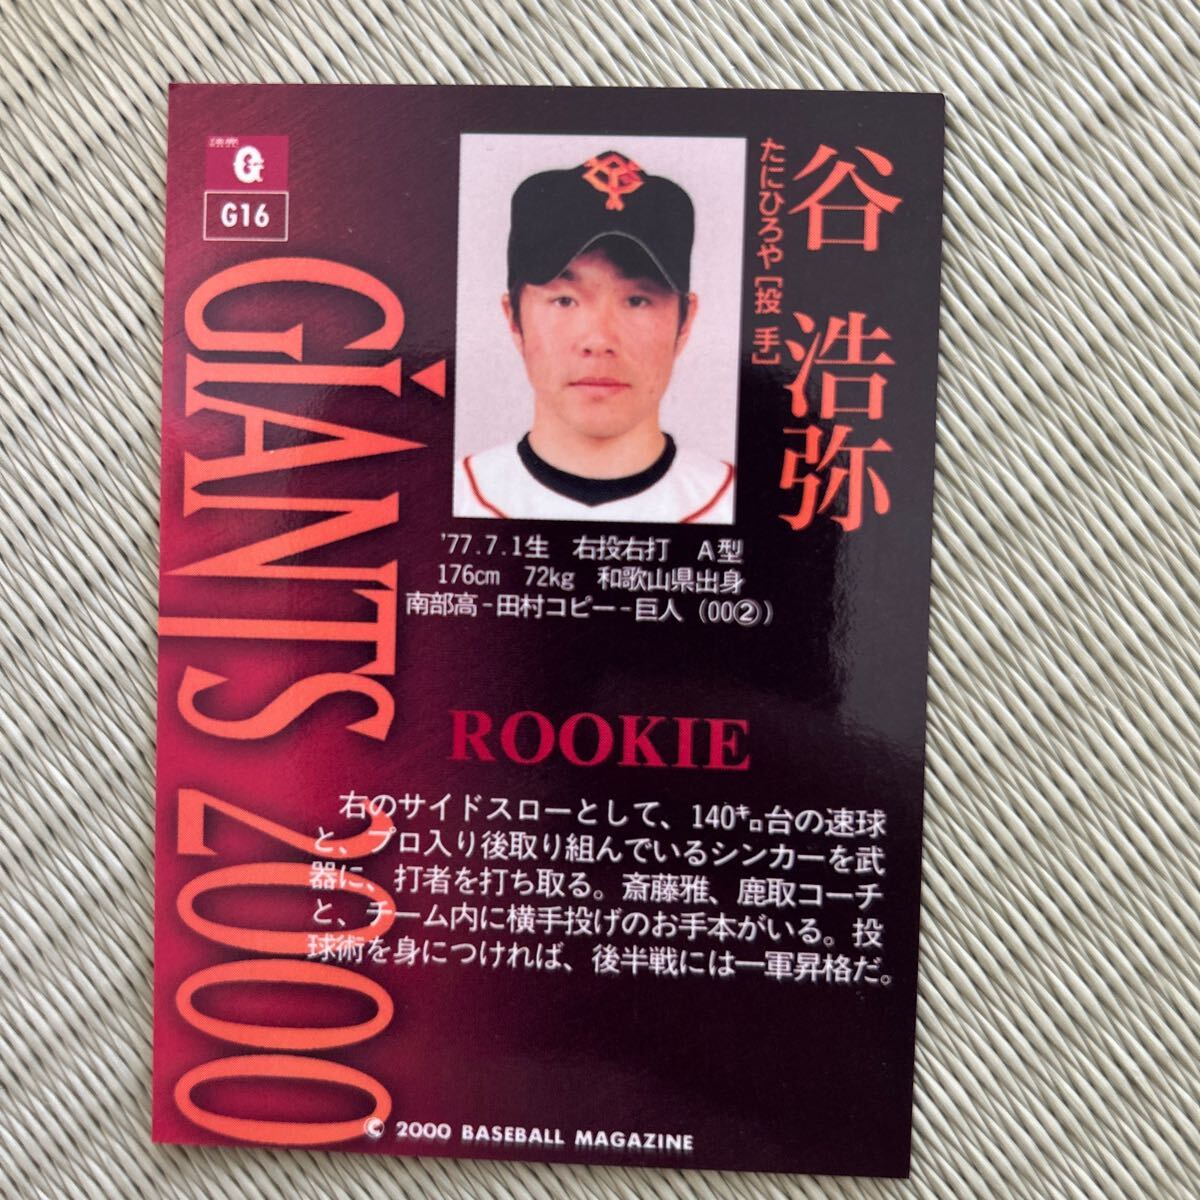 G
G16
GIANTS 2000
谷 浩弥
たにひろや［投 手］
'77.7.1生 右投右打 A型
176cm 72kg 和歌山県出身
南部高－田村コピー－巨人（00②）
ROOKIE
右のサイドスローとして、140㌔台の速球
と、プロ入り後取り組んでいるシンカーを武
器に、打者を打ち取る。斎藤雅、鹿取コーチ
と、チーム内に横手投げのお手本がいる。投
球術を身につければ、後半戦には一軍昇格だ。
© 2000 BASEBALL MAGAZINE